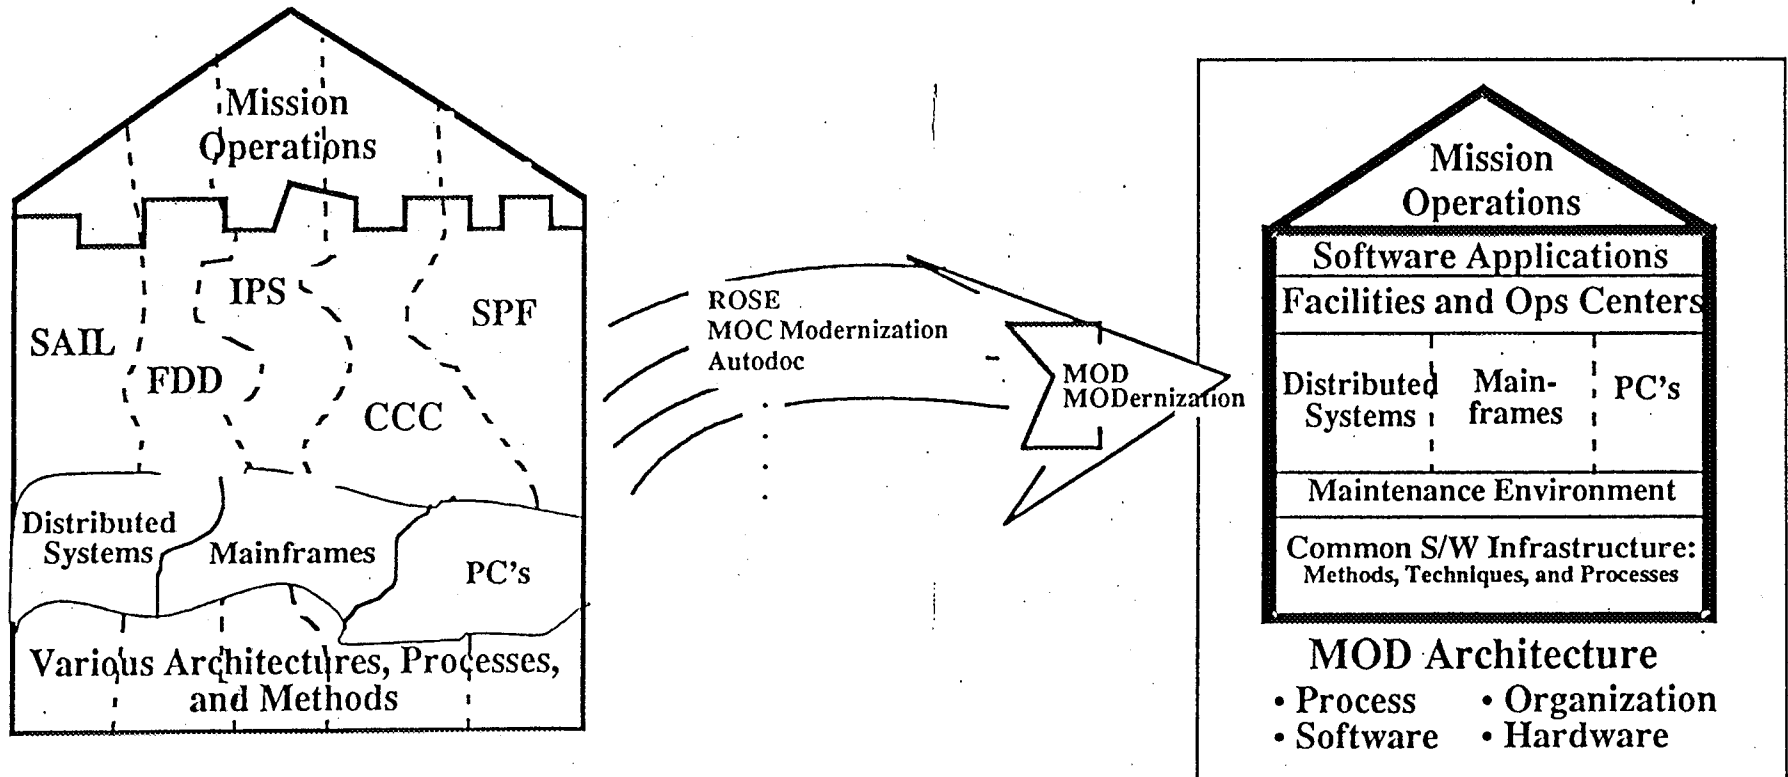 Mission
Operations
IPS
SPF
SAIL
FDD
CCC
Distributed
Systems
Mainframes
PC's
Various Architectures, Processes,
and Methods
ROSE
MOC Modernization
Autodoc
MOD
MODernization
Mission
Operations
Software Applications
Facilities and Ops Centers
Distributed
Systems
Main-
frames
PC's
Maintenance Environment
Common S/W Infrastructure:
Methods, Techniques, and Processes
MOD Architecture
• Process • Organization
• Software • Hardware